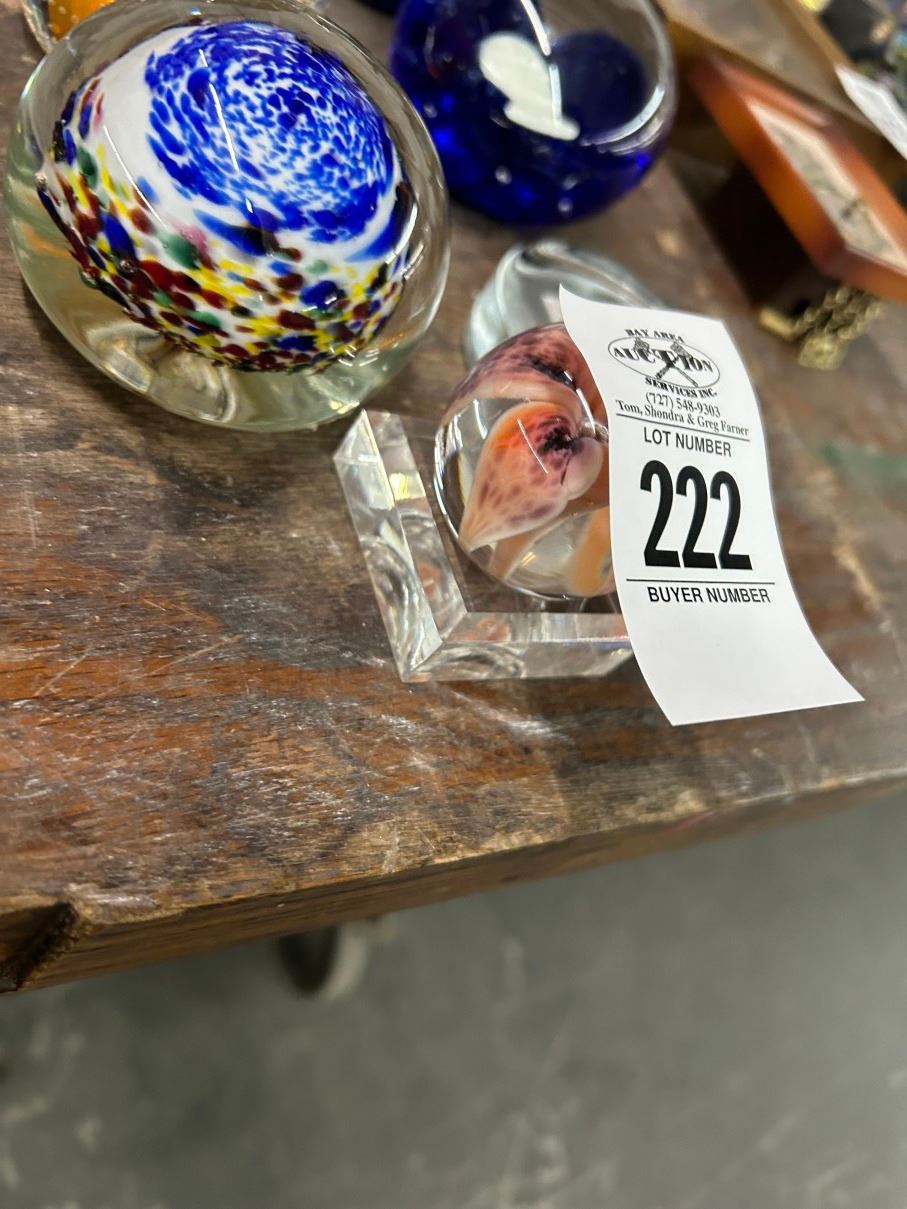 BAY AREA
AUCTION
SERVICES INC.
(727) 548-9303
Tom, Shondra & Greg Farner
LOT NUMBER
222
BUYER NUMBER